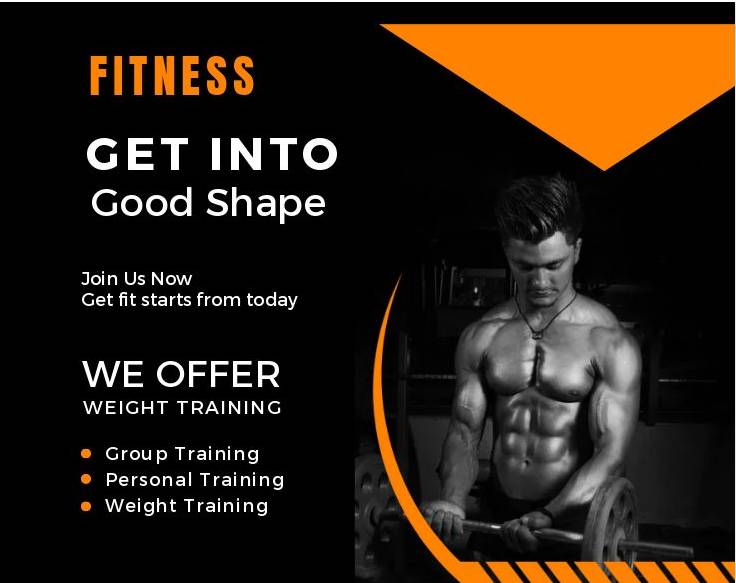 FITNESS
GET INTO
Good Shape
Join Us Now
Get fit starts from today
WE OFFER
WEIGHT TRAINING
Group Training
Personal Training
Weight Training